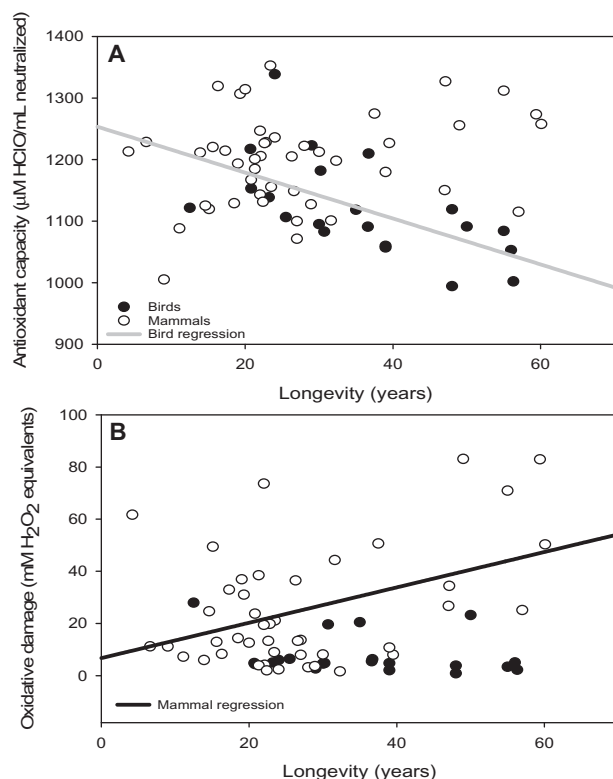 A
Antioxidant capacity (µM HClO/mL neutralized)
1400
1300
1200
1100
1000
900
Birds
Mammals
Bird regression
0 20 40 60
Longevity (years)
B
Oxidative damage (mM H₂O₂ equivalents)
100
80
60
40
20
0
Mammal regression
0 20 40 60
Longevity (years)